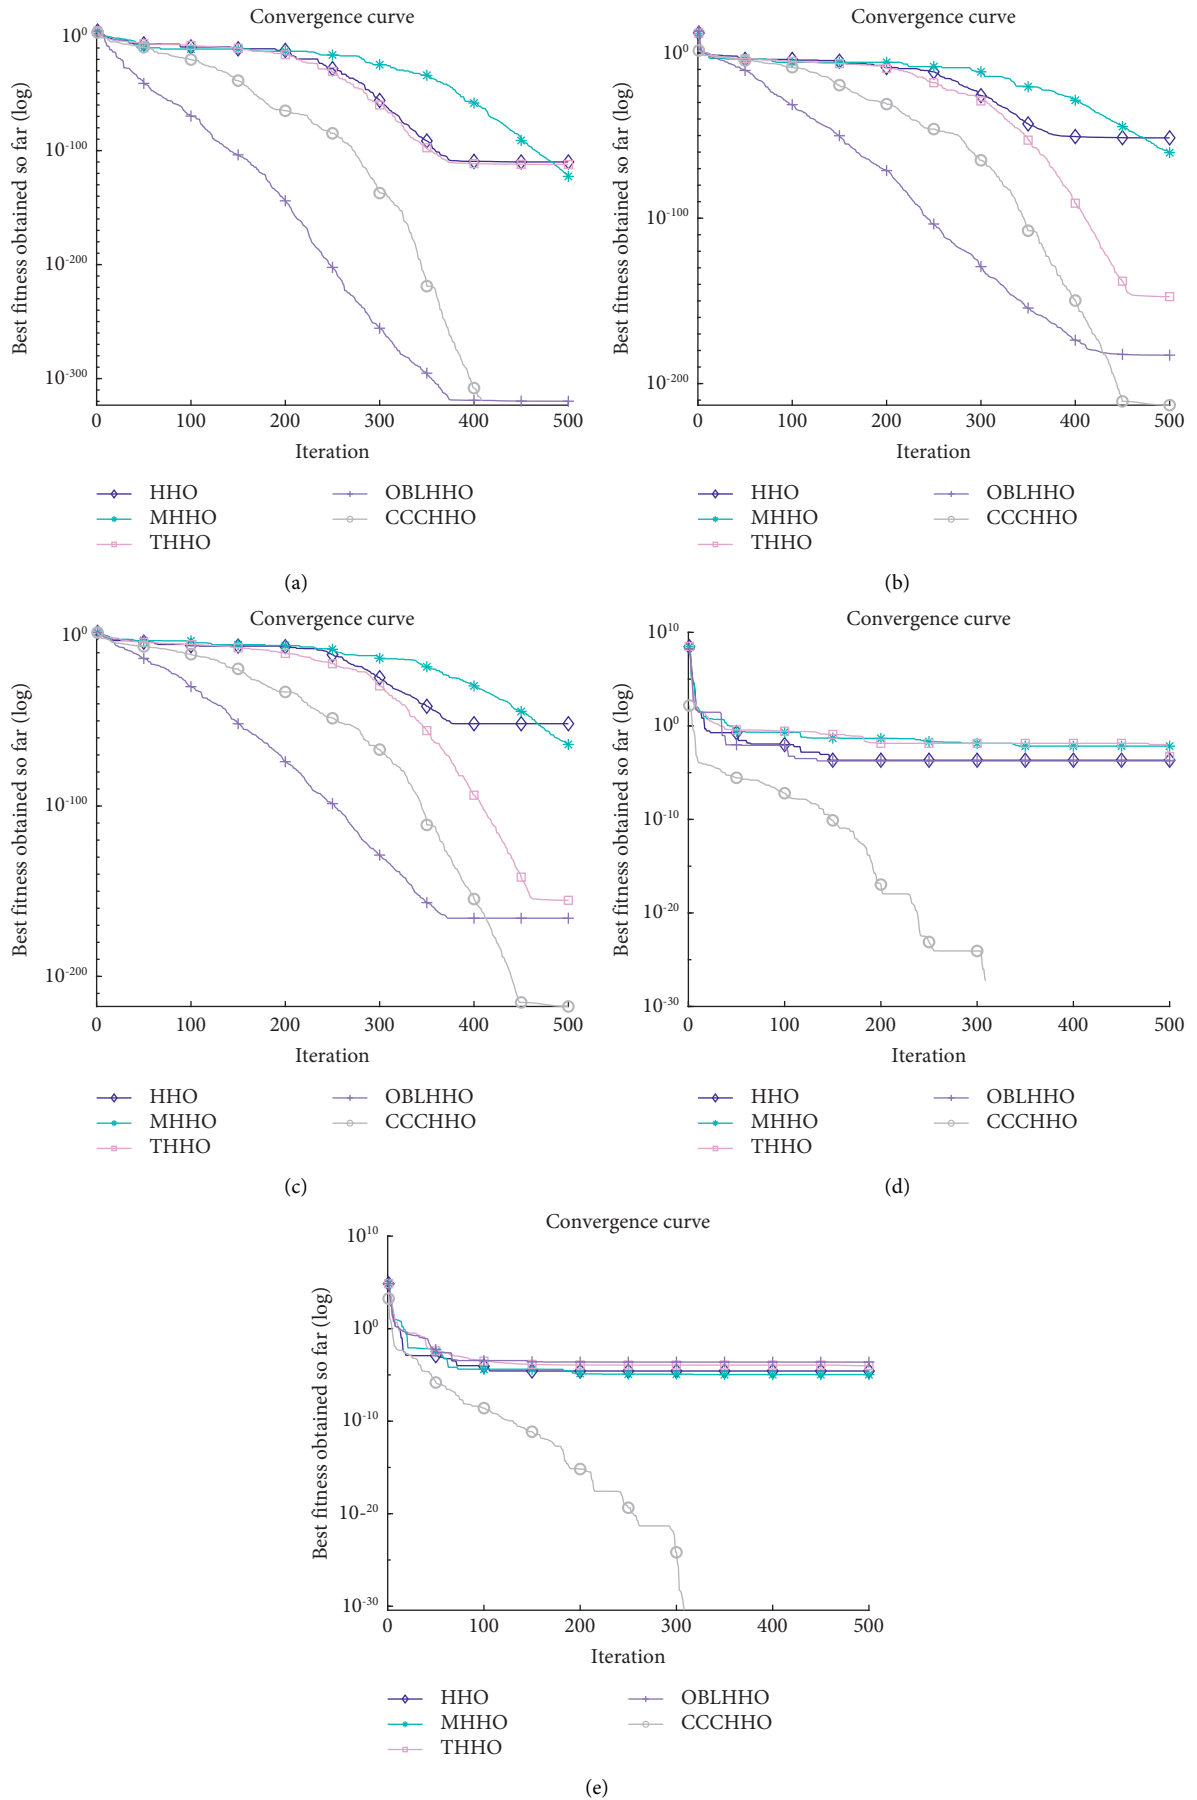 Convergence curve
10^0
10^-100
10^-200
10^-300
Best fitness obtained so far (log)
0 100 200 300 400 500
Iteration
HHO
MHHO
THHO
OBLHHO
CCCHHO
(a)
Convergence curve
10^0
10^-100
10^-200
Best fitness obtained so far (log)
0 100 200 300 400 500
Iteration
HHO
MHHO
THHO
OBLHHO
CCCHHO
(b)
Convergence curve
10^0
10^-100
10^-200
Best fitness obtained so far (log)
0 100 200 300 400 500
Iteration
HHO
MHHO
THHO
OBLHHO
CCCHHO
(c)
Convergence curve
10^10
10^0
10^-10
10^-20
10^-30
Best fitness obtained so far (log)
0 100 200 300 400 500
Iteration
HHO
MHHO
THHO
OBLHHO
CCCHHO
(d)
Convergence curve
10^10
10^0
10^-10
10^-20
10^-30
Best fitness obtained so far (log)
0 100 200 300 400 500
Iteration
HHO
MHHO
THHO
OBLHHO
CCCHHO
(e)